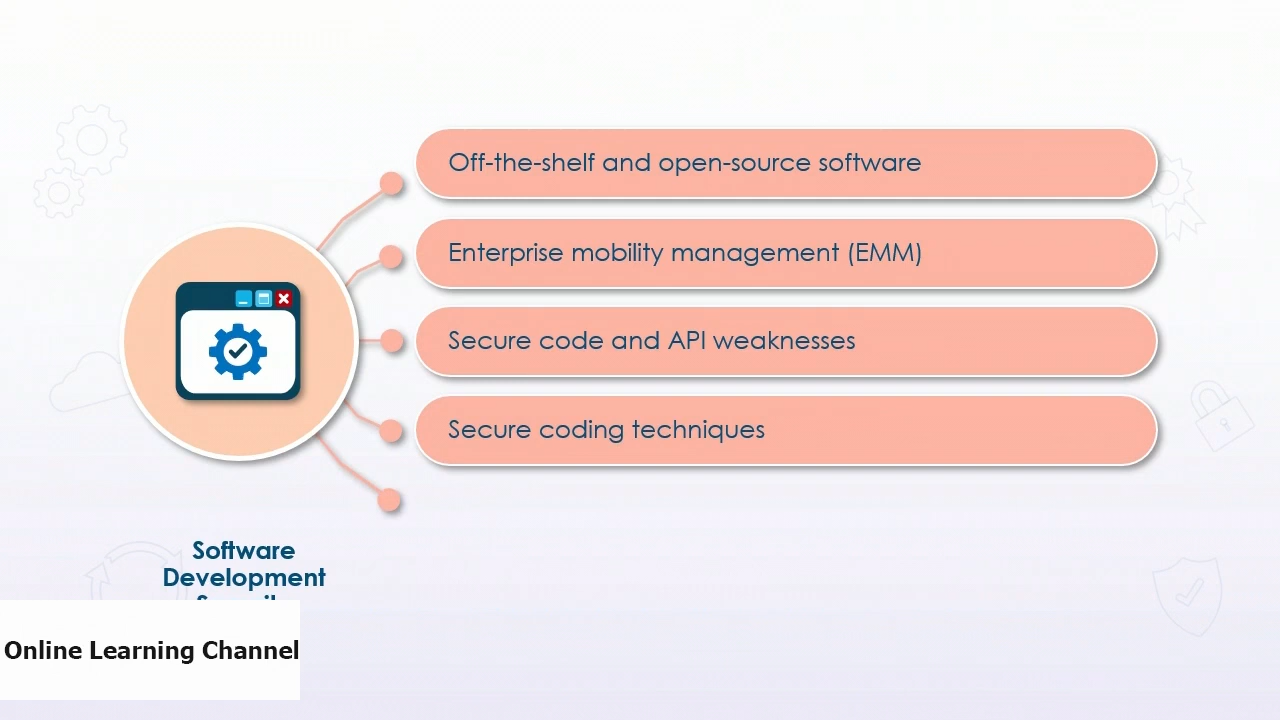 Off-the-shelf and open-source software
Enterprise mobility management (EMM)
Secure code and API weaknesses
Secure coding techniques
Software
Development
Online Learning Channel